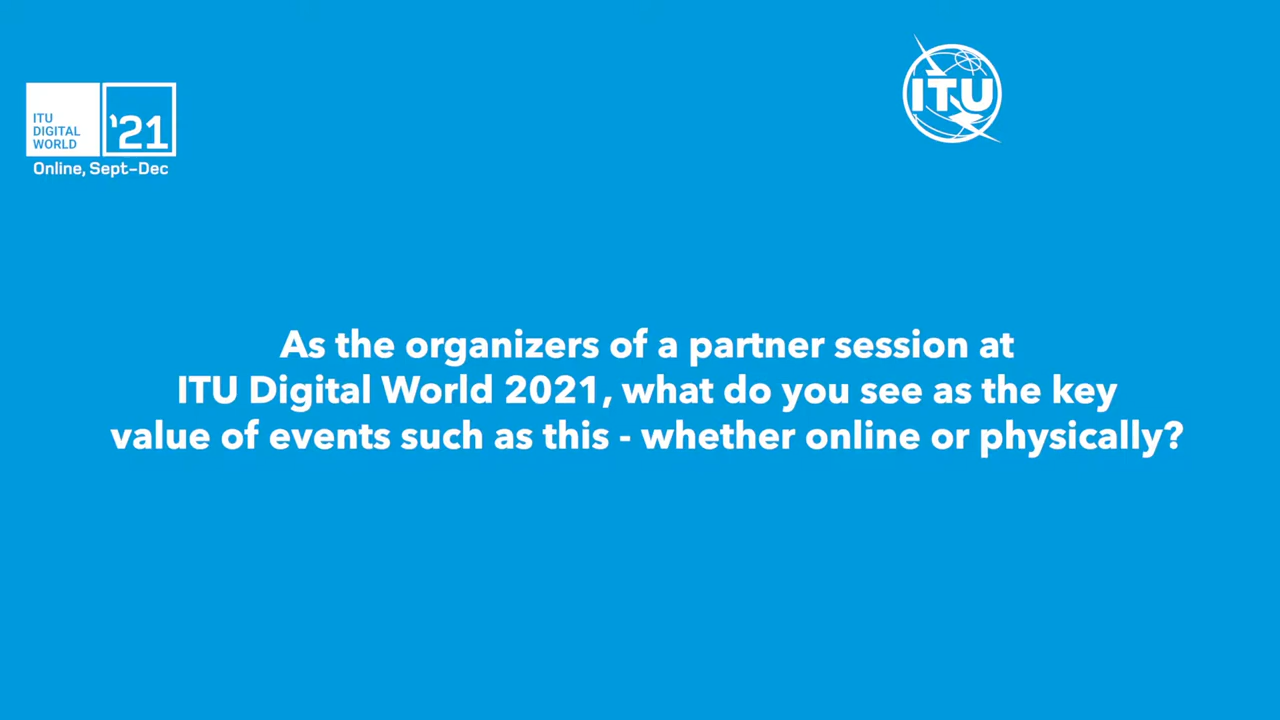 ITU
DIGITAL
WORLD
'21
Online, Sept–Dec
ITU
As the organizers of a partner session at
ITU Digital World 2021, what do you see as the key
value of events such as this - whether online or physically?